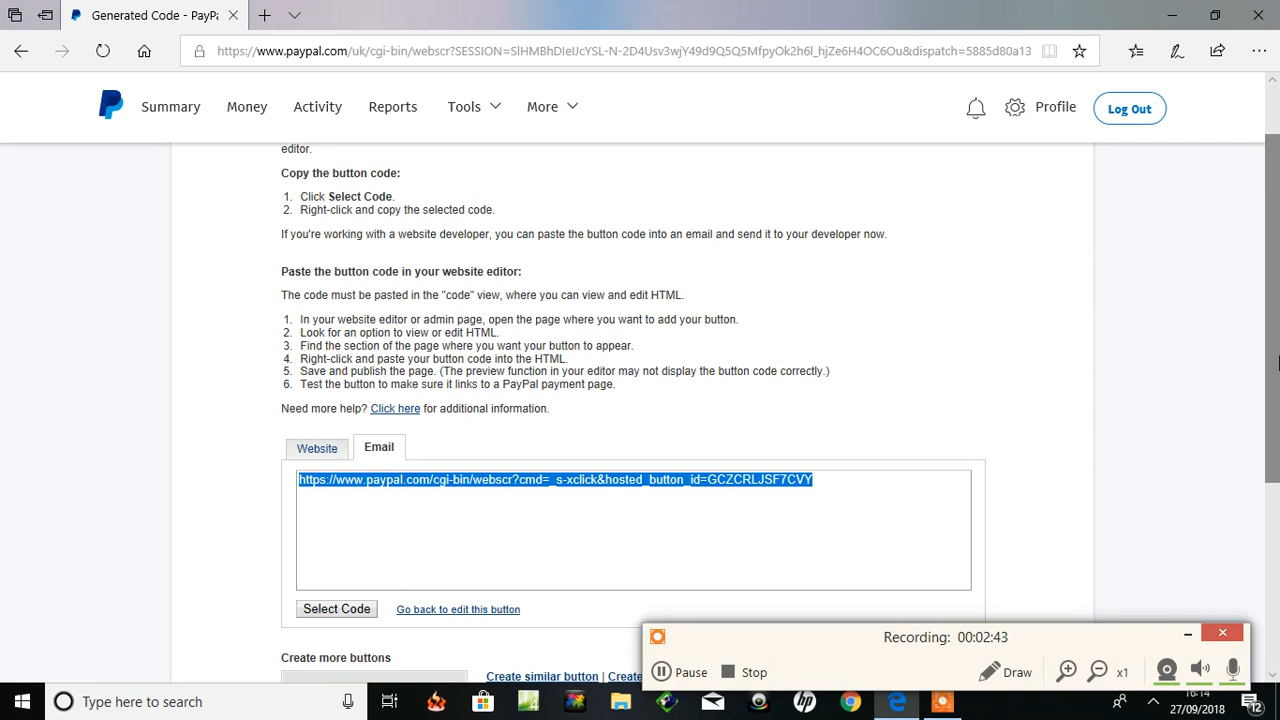 Generated Code - PayPa
https://www.paypal.com/uk/cgi-bin/webscr?SESSION=SlHMBhDIeIJcYSL-N-2D4Usv3wjY49d9Q5Q5MfpyOk2h6l_hjZe6H4OC6Ou&dispatch=5885d80a13
Summary Money Activity Reports Tools More Profile Log Out
editor.
Copy the button code:
1. Click Select Code.
2. Right-click and copy the selected code.
If you're working with a website developer, you can paste the button code into an email and send it to your developer now.
Paste the button code in your website editor:
The code must be pasted in the "code" view, where you can view and edit HTML.
1. In your website editor or admin page, open the page where you want to add your button.
2. Look for an option to view or edit HTML.
3. Find the section of the page where you want your button to appear.
4. Right-click and paste your button code into the HTML.
5. Save and publish the page. (The preview function in your editor may not display the button code correctly.)
6. Test the button to make sure it links to a PayPal payment page.
Need more help? Click here for additional information.
Website Email
https://www.paypal.com/cgi-bin/webscr?cmd=_s-xclick&hosted_button_id=GCZCRLJSF7CVY
Select Code Go back to edit this button
Recording: 00:02:43
Create more buttons
Create similar button | Create
Pause Stop Draw x1
Type here to search
16:14
27/09/2018
12